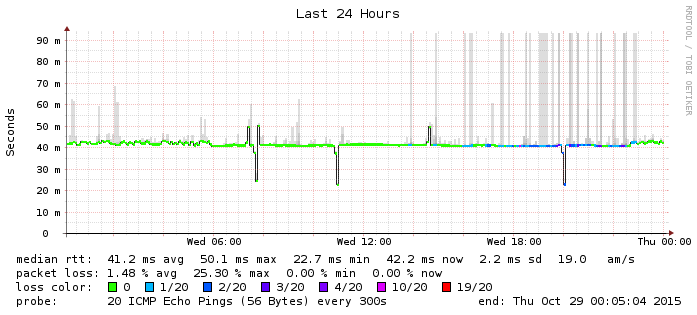 Last 24 Hours
RRDTOOL / TOBI OETIKER
Seconds
90 m
80 m
70 m
60 m
50 m
40 m
30 m
20 m
10 m
0
Wed 06:00 Wed 12:00 Wed 18:00 Thu 00:00
median rtt: 41.2 ms avg 50.1 ms max 22.7 ms min 42.2 ms now 2.2 ms sd 19.0 am/s
packet loss: 1.48 % avg 25.30 % max 0.00 % min 0.00 % now
loss color: 0 1/20 2/20 3/20 4/20 10/20 19/20
probe: 20 ICMP Echo Pings (56 Bytes) every 300s end: Thu Oct 29 00:05:04 2015